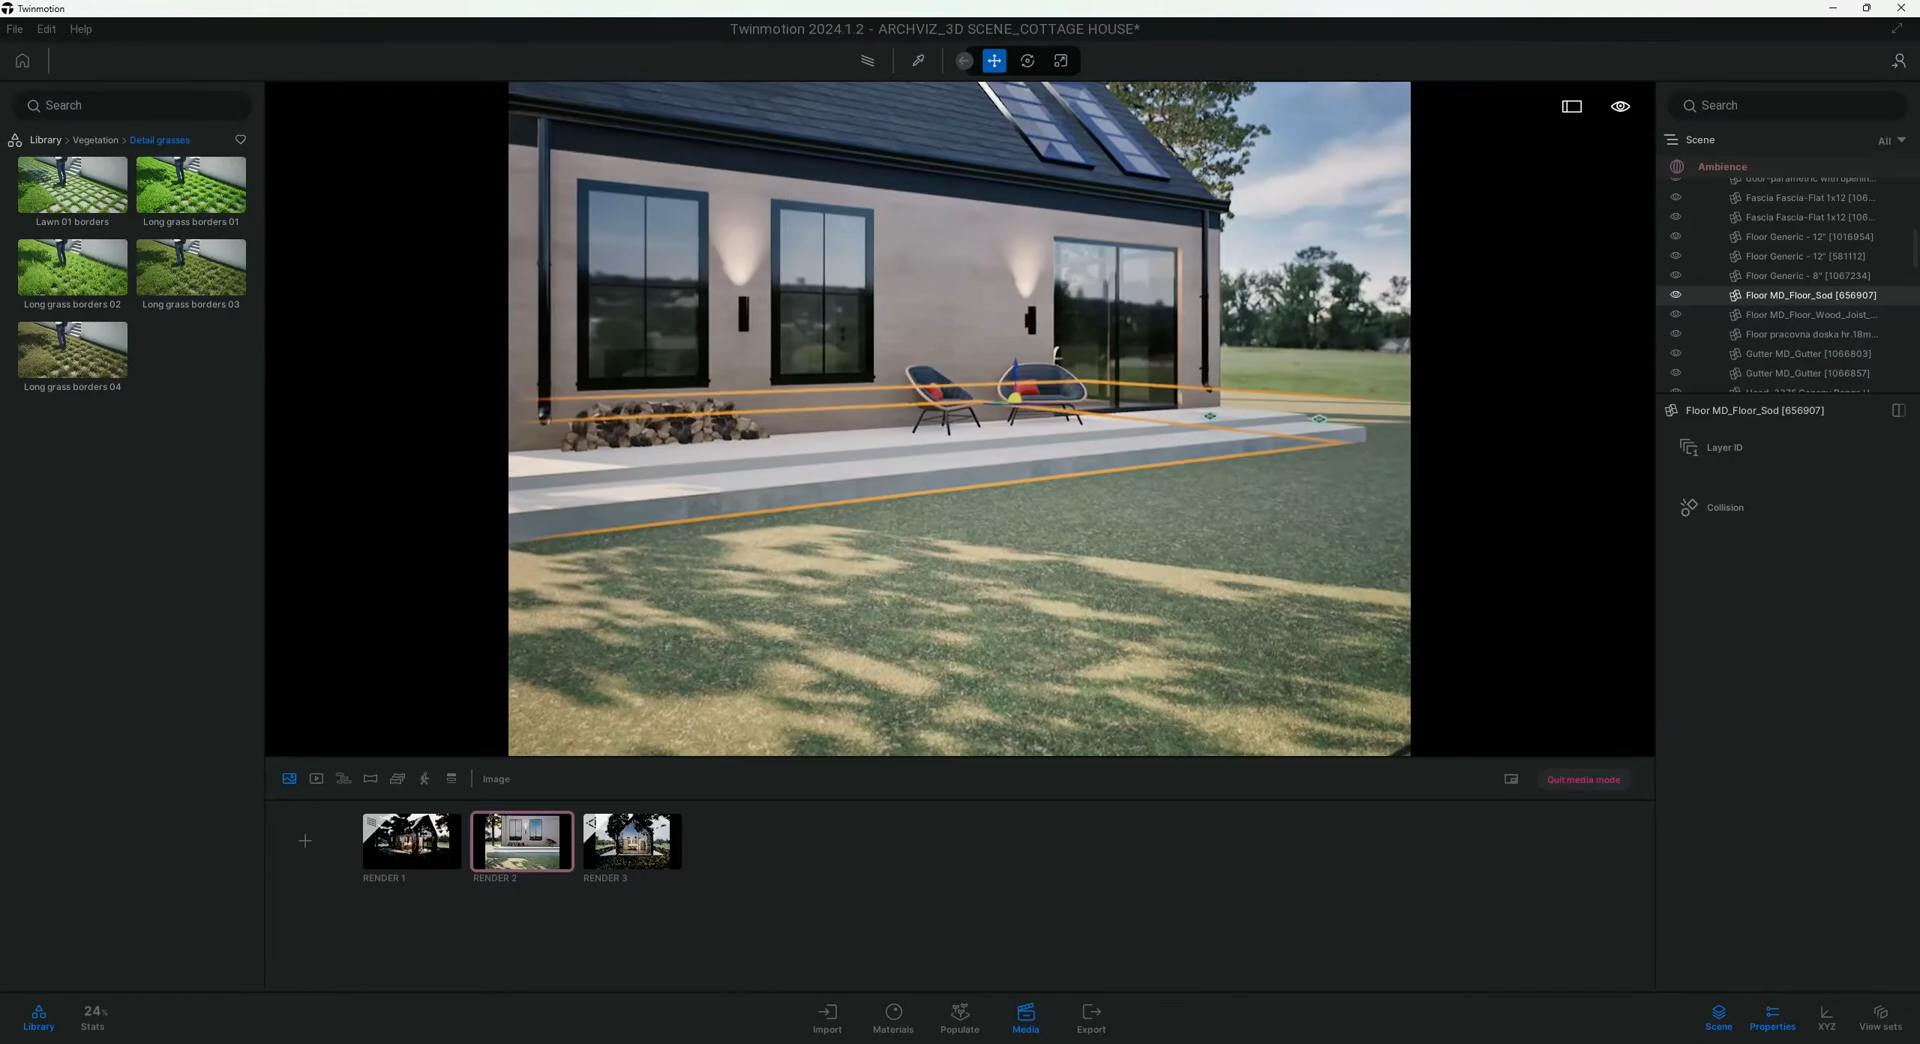 Twinmotion
File Edit Help
Twinmotion 2024.1.2 - ARCHVIZ_3D SCENE_COTTAGE HOUSE*
Search
Library > Vegetation > Detail grasses
Lawn 01 borders
Long grass borders 01
Long grass borders 02
Long grass borders 03
Long grass borders 04
Search
Scene
All
Ambience
door-parametric with openin...
Fascia Fascia-Flat 1x12 [106...
Fascia Fascia-Flat 1x12 [106...
Floor Generic - 12" [1016954]
Floor Generic - 12" [581112]
Floor Generic - 8" [1067234]
Floor MD_Floor_Sod [656907]
Floor MD_Floor_Wood_Joist_...
Floor pracovna doska hr.18m...
Gutter MD_Gutter [1066803]
Gutter MD_Gutter [1066857]
Floor MD_Floor_Sod [656907]
Layer ID
Collision
Image
Quit media mode
RENDER 1
RENDER 2
RENDER 3
Library
24%
Stats
Import
Materials
Populate
Media
Export
Scene
Properties
XYZ
View sets